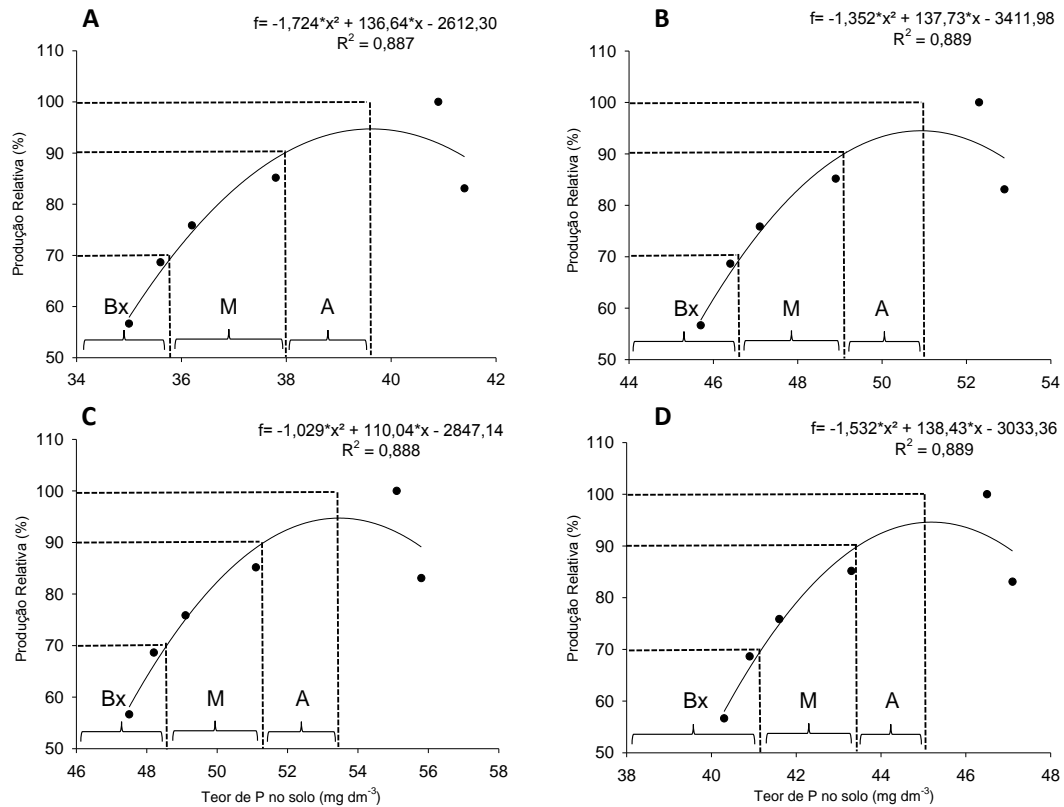 A
f= -1,724*x² + 136,64*x - 2612,30
R² = 0,887
Produção Relativa (%)
110
100
90
80
70
60
50
Bx
M
A
34
36
38
40
42
B
f= -1,352*x² + 137,73*x - 3411,98
R² = 0,889
Produção Relativa (%)
110
100
90
80
70
60
50
Bx
M
A
44
46
48
50
52
54
C
f= -1,029*x² + 110,04*x - 2847,14
R² = 0,888
Produção Relativa (%)
110
100
90
80
70
60
50
Bx
M
A
46
48
50
52
54
56
58
Teor de P no solo (mg dm⁻³)
D
f= -1,532*x² + 138,43*x - 3033,36
R² = 0,889
Produção Relativa (%)
110
100
90
80
70
60
50
Bx
M
A
38
40
42
44
46
48
Teor de P no solo (mg dm⁻³)